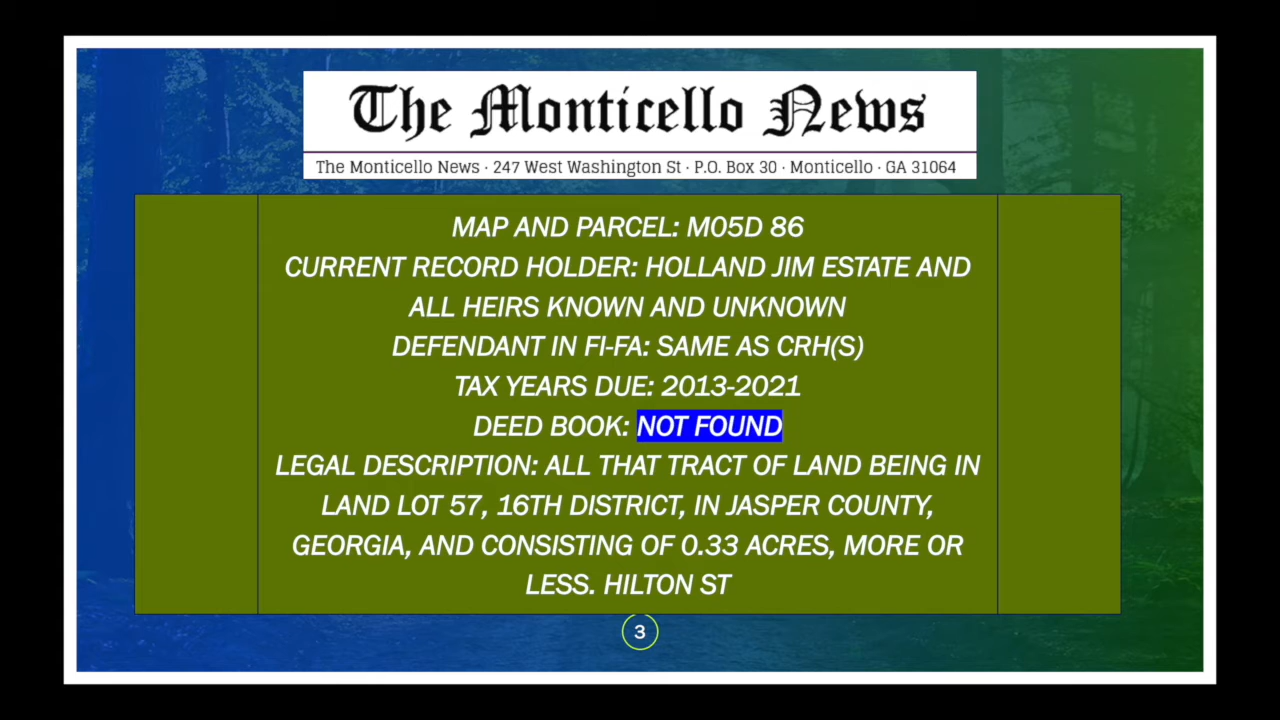 The Monticello News
The Monticello News · 247 West Washington St · P.O. Box 30 · Monticello · GA 31064
MAP AND PARCEL: M05D 86
CURRENT RECORD HOLDER: HOLLAND JIM ESTATE AND
ALL HEIRS KNOWN AND UNKNOWN
DEFENDANT IN FI-FA: SAME AS CRH(S)
TAX YEARS DUE: 2013-2021
DEED BOOK: NOT FOUND
LEGAL DESCRIPTION: ALL THAT TRACT OF LAND BEING IN
LAND LOT 57, 16TH DISTRICT, IN JASPER COUNTY,
GEORGIA, AND CONSISTING OF 0.33 ACRES, MORE OR
LESS. HILTON ST
3